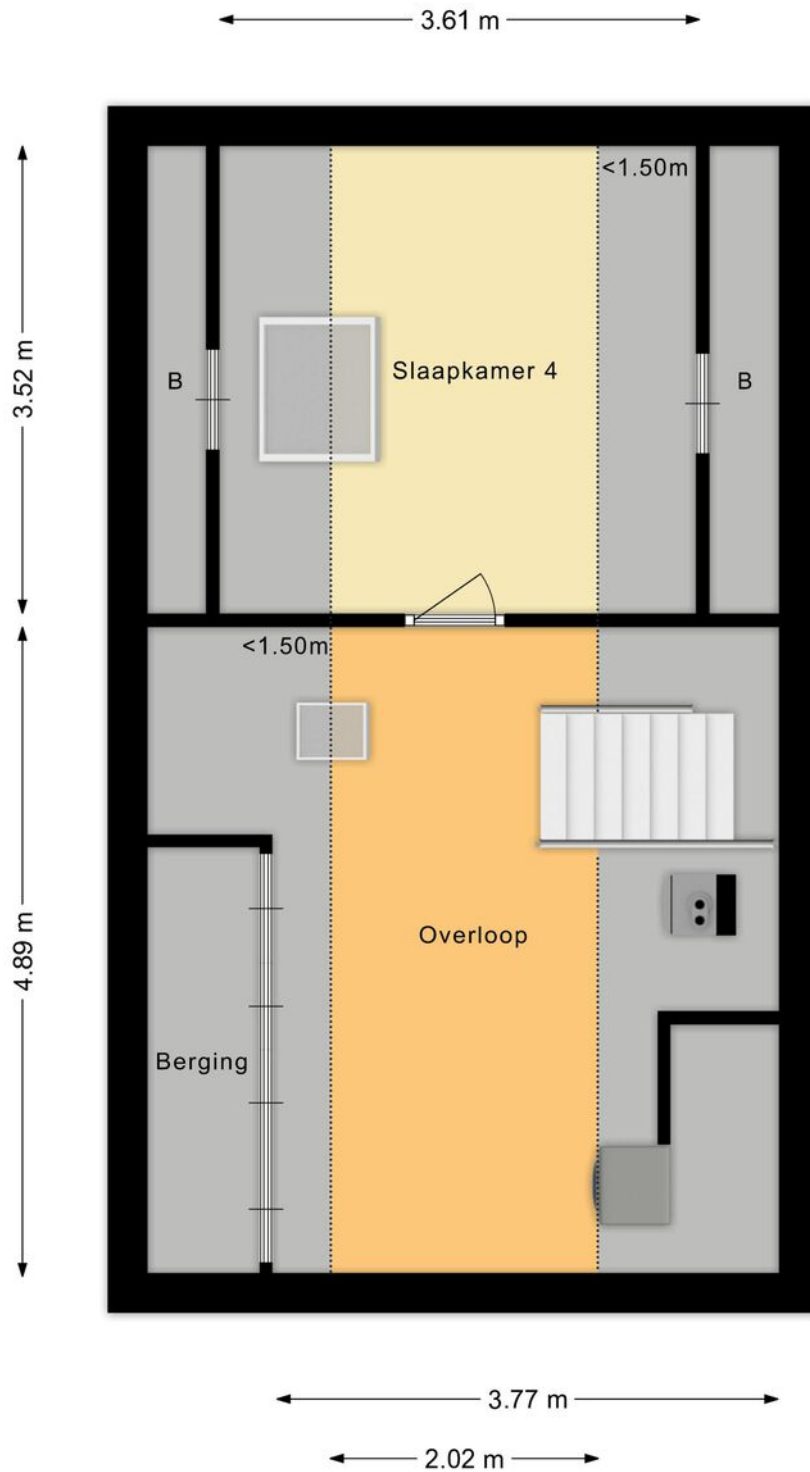 3.61 m
<1.50m
3.52 m
Slaapkamer 4
B
B
<1.50m
4.89 m
Overloop
Berging
3.77 m
2.02 m